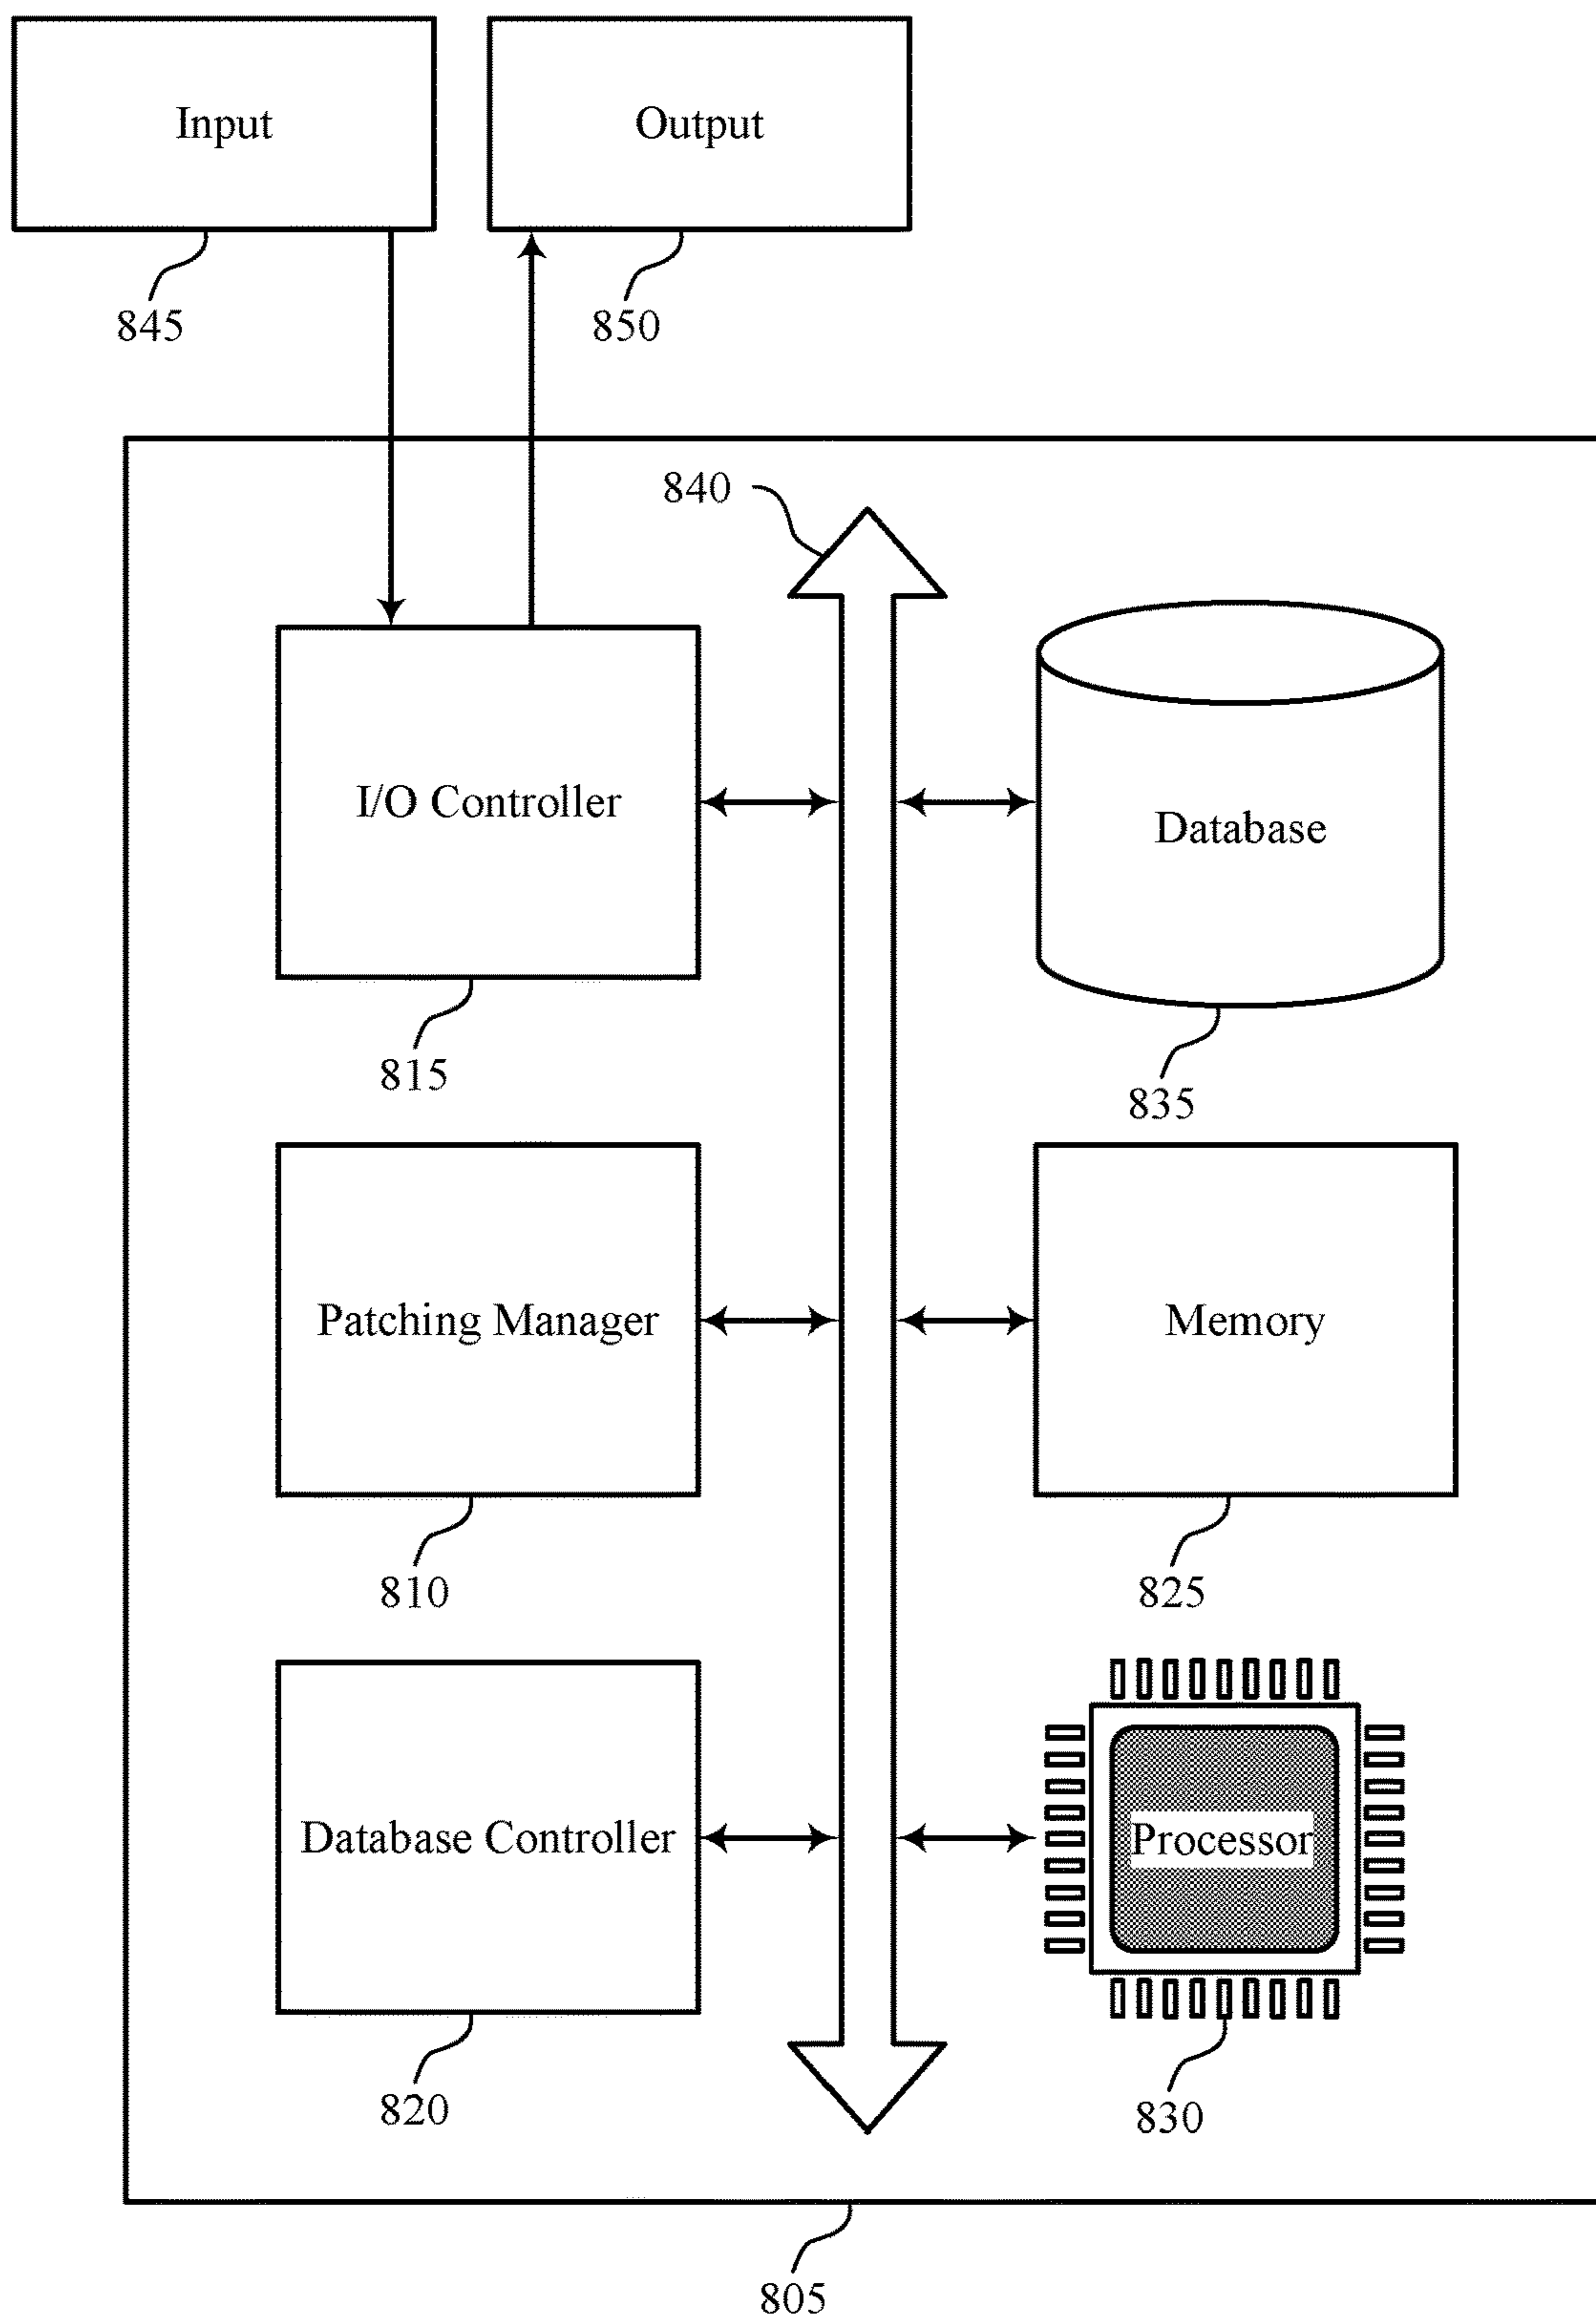 Input
Output
845
850
840
I/O Controller
Database
815
835
Patching Manager
Memory
810
825
Database Controller
Processor
820
830
805